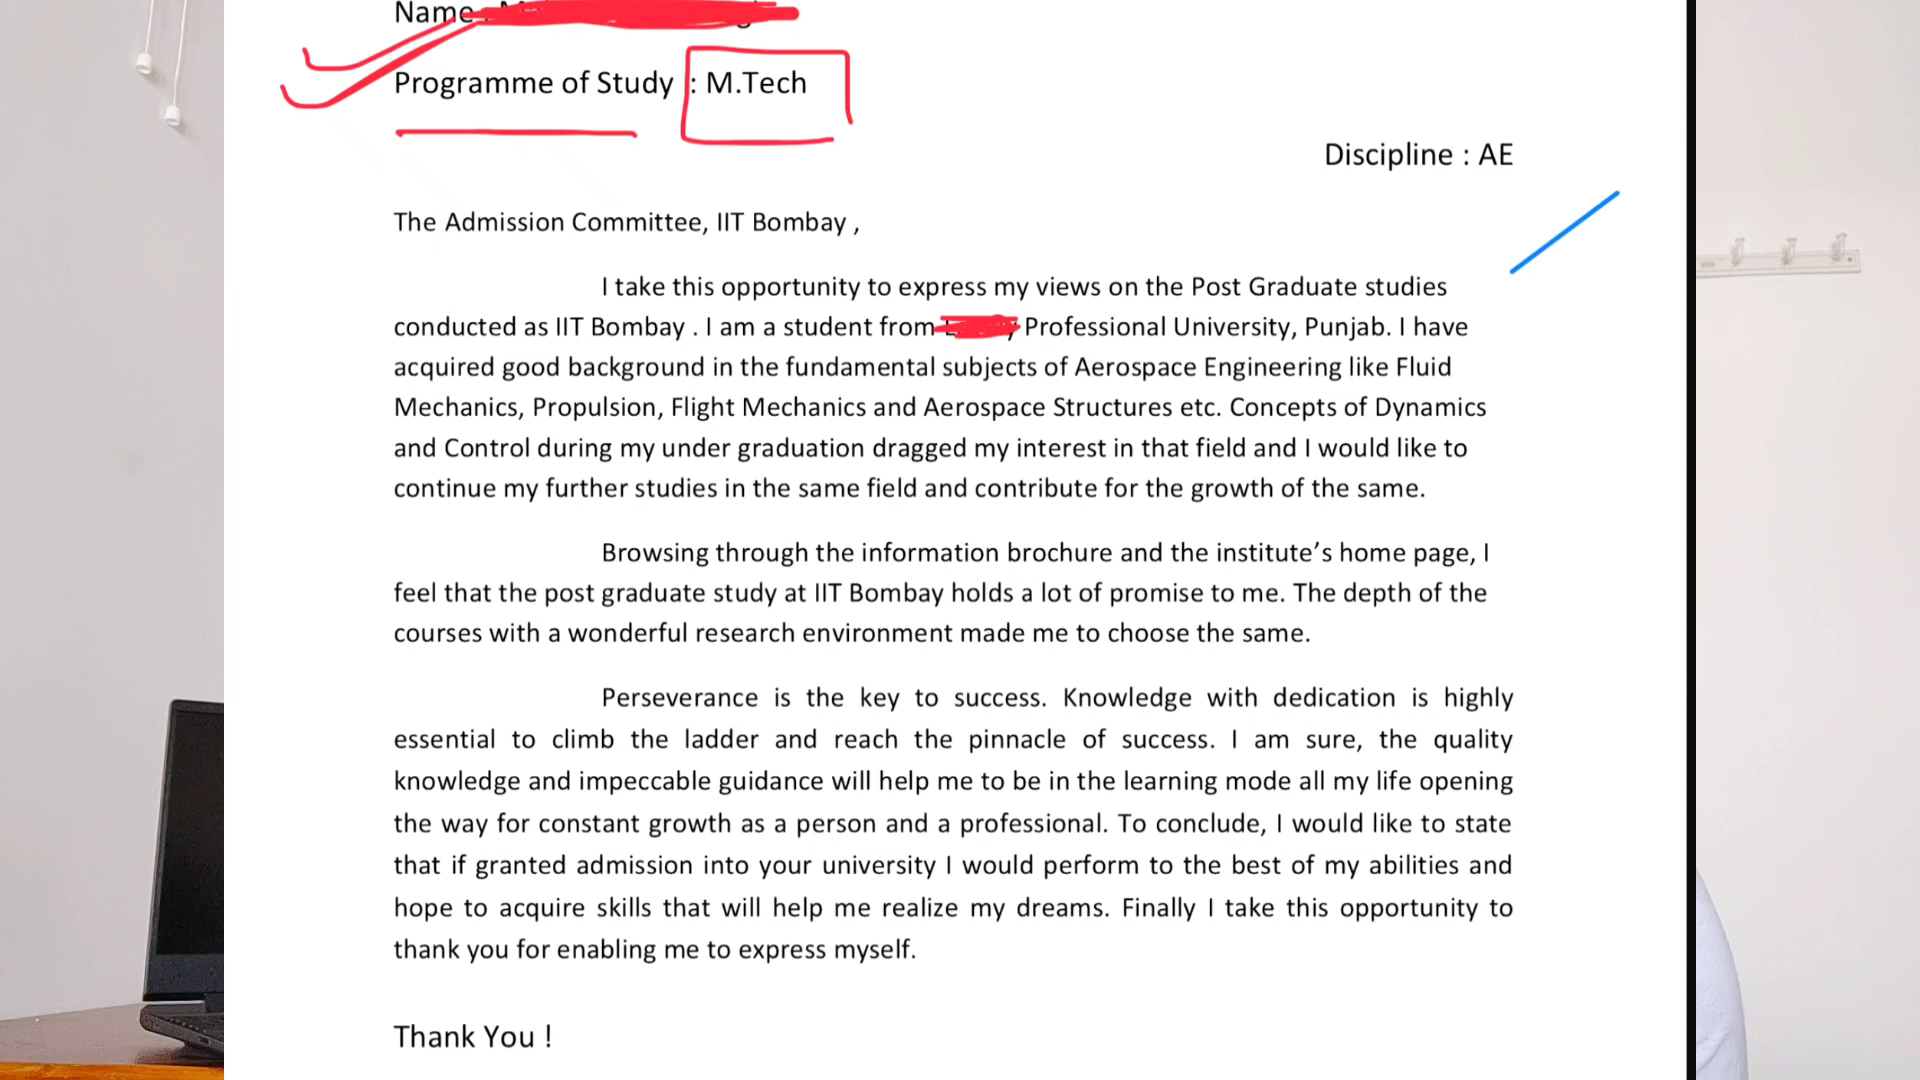 Name :
Programme of Study : M.Tech
Discipline : AE
The Admission Committee, IIT Bombay ,
I take this opportunity to express my views on the Post Graduate studies
conducted as IIT Bombay . I am a student from Professional University, Punjab. I have
acquired good background in the fundamental subjects of Aerospace Engineering like Fluid
Mechanics, Propulsion, Flight Mechanics and Aerospace Structures etc. Concepts of Dynamics
and Control during my under graduation dragged my interest in that field and I would like to
continue my further studies in the same field and contribute for the growth of the same.
Browsing through the information brochure and the institute’s home page, I
feel that the post graduate study at IIT Bombay holds a lot of promise to me. The depth of the
courses with a wonderful research environment made me to choose the same.
Perseverance is the key to success. Knowledge with dedication is highly
essential to climb the ladder and reach the pinnacle of success. I am sure, the quality
knowledge and impeccable guidance will help me to be in the learning mode all my life opening
the way for constant growth as a person and a professional. To conclude, I would like to state
that if granted admission into your university I would perform to the best of my abilities and
hope to acquire skills that will help me realize my dreams. Finally I take this opportunity to
thank you for enabling me to express myself.
Thank You !